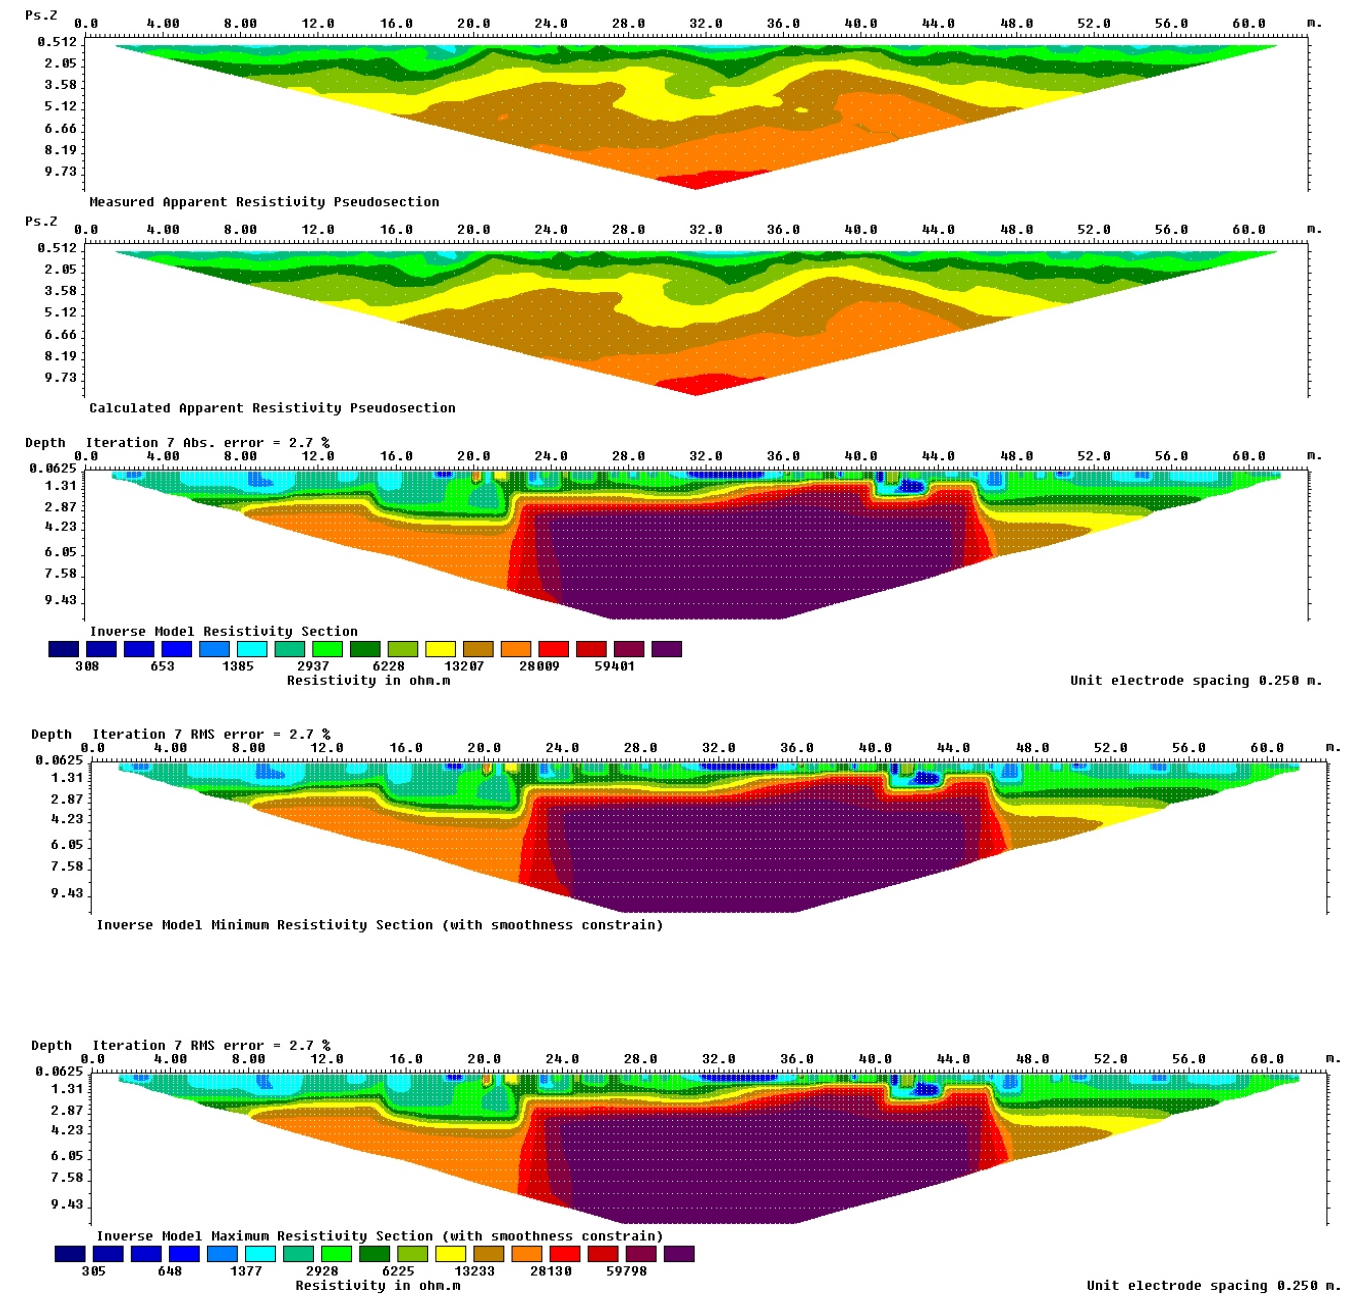 Ps.Z 0.0 4.00 8.00 12.0 16.0 20.0 24.0 28.0 32.0 36.0 40.0 44.0 48.0 52.0 56.0 60.0 m.
0.512
2.05
3.58
5.12
6.66
8.19
9.73
Measured Apparent Resistivity Pseudosection
Ps.Z 0.0 4.00 8.00 12.0 16.0 20.0 24.0 28.0 32.0 36.0 40.0 44.0 48.0 52.0 56.0 60.0 m.
0.512
2.05
3.58
5.12
6.66
8.19
9.73
Calculated Apparent Resistivity Pseudosection
Depth Iteration 7 Abs. error = 2.7 %
0.0 4.00 8.00 12.0 16.0 20.0 24.0 28.0 32.0 36.0 40.0 44.0 48.0 52.0 56.0 60.0 m.
0.0625
1.31
2.87
4.23
6.05
7.58
9.43
Inverse Model Resistivity Section
308 653 1385 2937 6228 13207 28009 59401
Resistivity in ohm.m Unit electrode spacing 0.250 m.
Depth Iteration 7 RMS error = 2.7 %
0.0 4.00 8.00 12.0 16.0 20.0 24.0 28.0 32.0 36.0 40.0 44.0 48.0 52.0 56.0 60.0 m.
0.0625
1.31
2.87
4.23
6.05
7.58
9.43
Inverse Model Minimum Resistivity Section (with smoothness constrain)
Depth Iteration 7 RMS error = 2.7 %
0.0 4.00 8.00 12.0 16.0 20.0 24.0 28.0 32.0 36.0 40.0 44.0 48.0 52.0 56.0 60.0 m.
0.0625
1.31
2.87
4.23
6.05
7.58
9.43
Inverse Model Maximum Resistivity Section (with smoothness constrain)
305 648 1377 2928 6225 13233 28130 59798
Resistivity in ohm.m Unit electrode spacing 0.250 m.